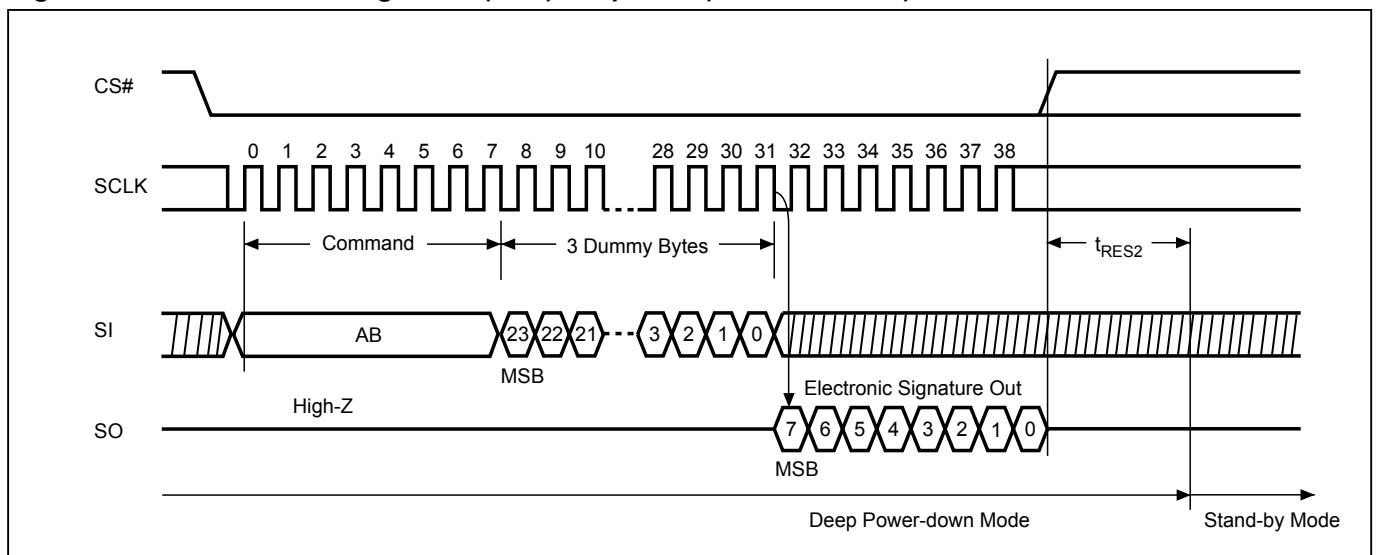 CS#
0 1 2 3 4 5 6 7 8 9 10 28 29 30 31 32 33 34 35 36 37 38
SCLK
Command 3 Dummy Bytes tRES2
SI AB 23 22 21 3 2 1 0
MSB
High-Z Electronic Signature Out
SO 7 6 5 4 3 2 1 0
MSB
Deep Power-down Mode Stand-by Mode